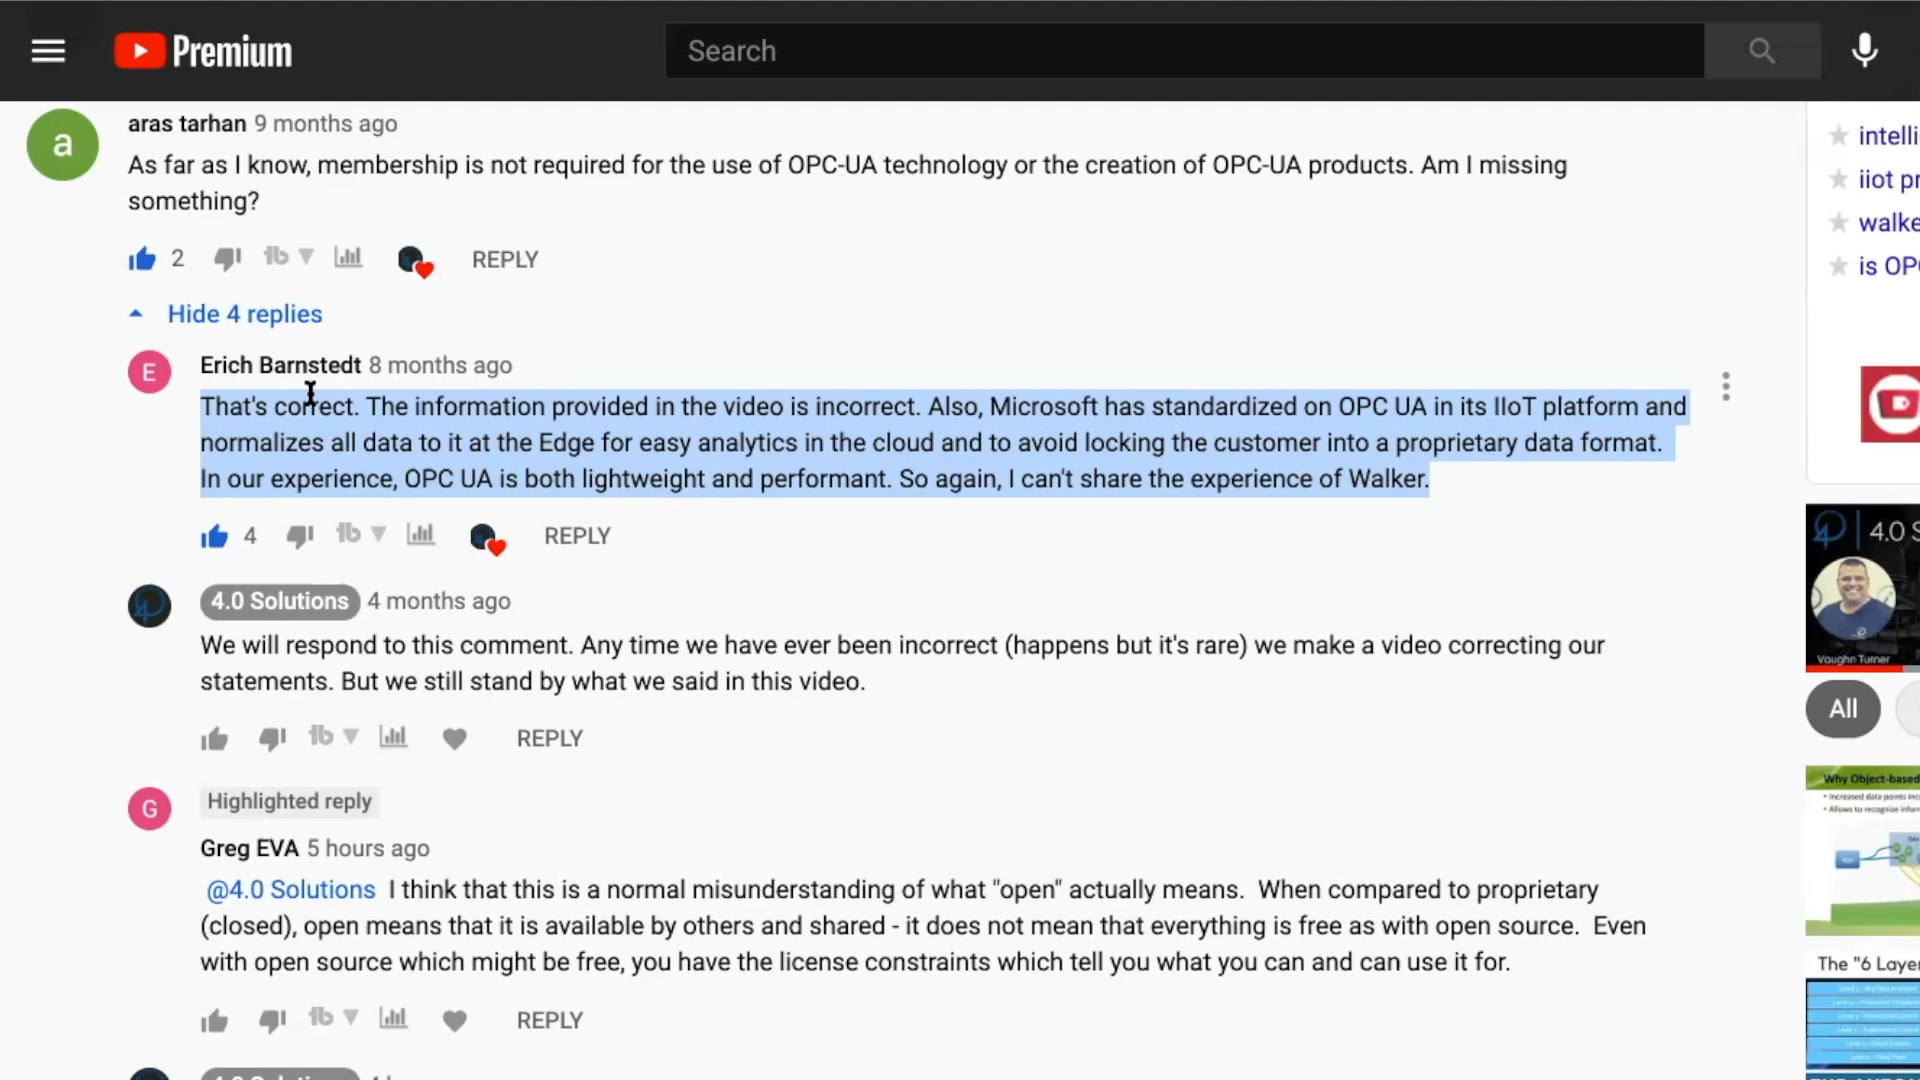 Premium
Search
aras tarhan 9 months ago
a
As far as I know, membership is not required for the use of OPC-UA technology or the creation of OPC-UA products. Am I missing
something?
2
REPLY
Hide 4 replies
E
Erich Barnstedt 8 months ago
That's correct. The information provided in the video is incorrect. Also, Microsoft has standardized on OPC UA in its IIoT platform and
normalizes all data to it at the Edge for easy analytics in the cloud and to avoid locking the customer into a proprietary data format.
In our experience, OPC UA is both lightweight and performant. So again, I can't share the experience of Walker.
4
REPLY
4.0 Solutions 4 months ago
We will respond to this comment. Any time we have ever been incorrect (happens but it's rare) we make a video correcting our
statements. But we still stand by what we said in this video.
REPLY
G
Highlighted reply
Greg EVA 5 hours ago
@4.0 Solutions I think that this is a normal misunderstanding of what "open" actually means. When compared to proprietary
(closed), open means that it is available by others and shared - it does not mean that everything is free as with open source. Even
with open source which might be free, you have the license constraints which tell you what you can and can use it for.
REPLY
intelli
iiot pr
walke
is OP
4.0 S
Vaughn Turner
All
Why Object-based
The "6 Laye